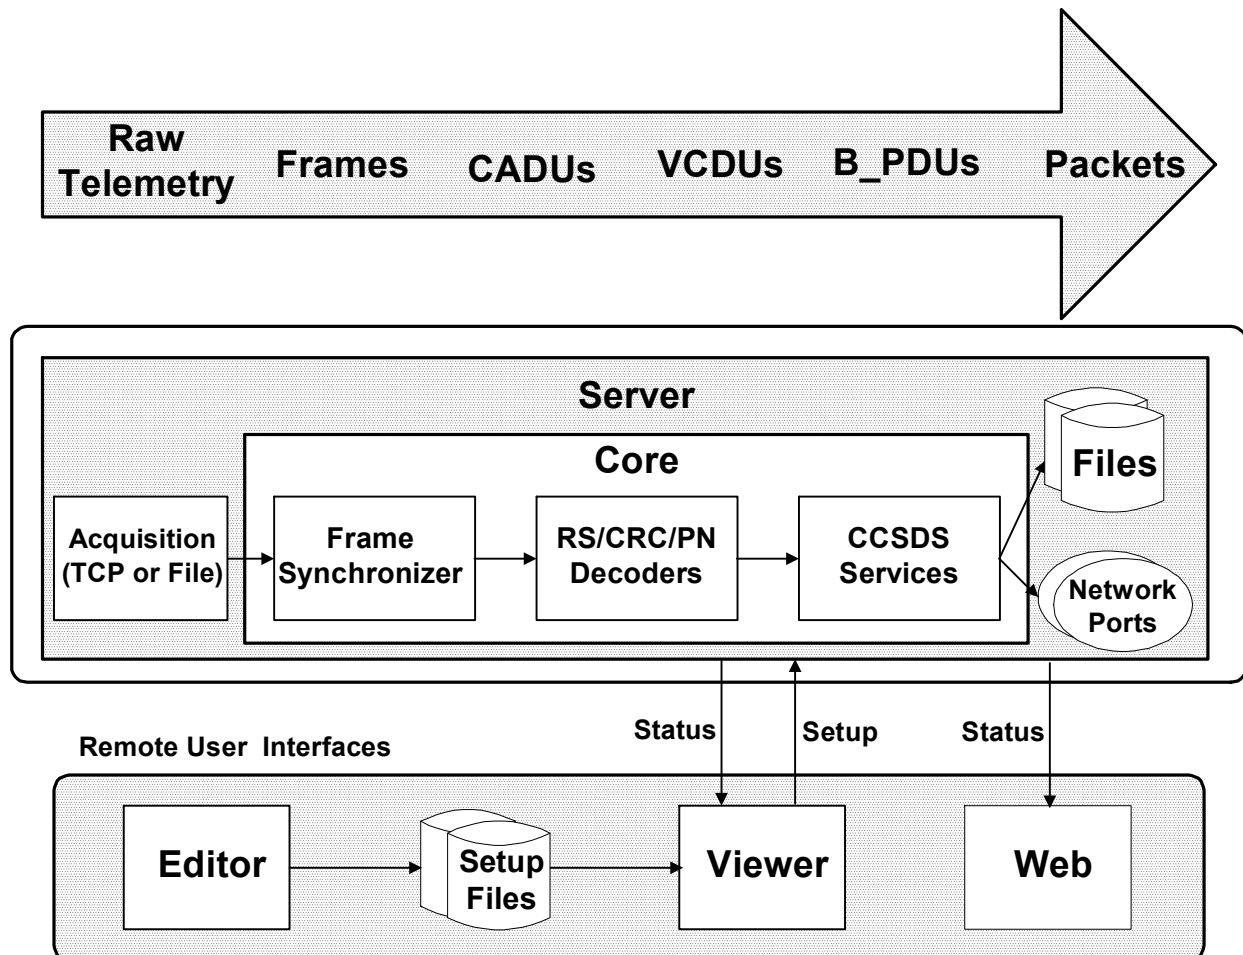 Raw
Telemetry
Frames
CADUs
VCDUs
B_PDUs
Packets
Server
Core
Files
Acquisition
(TCP or File)
Frame
Synchronizer
RS/CRC/PN
Decoders
CCSDS
Services
Network
Ports
Status
Setup
Status
Remote User Interfaces
Editor
Setup
Files
Viewer
Web